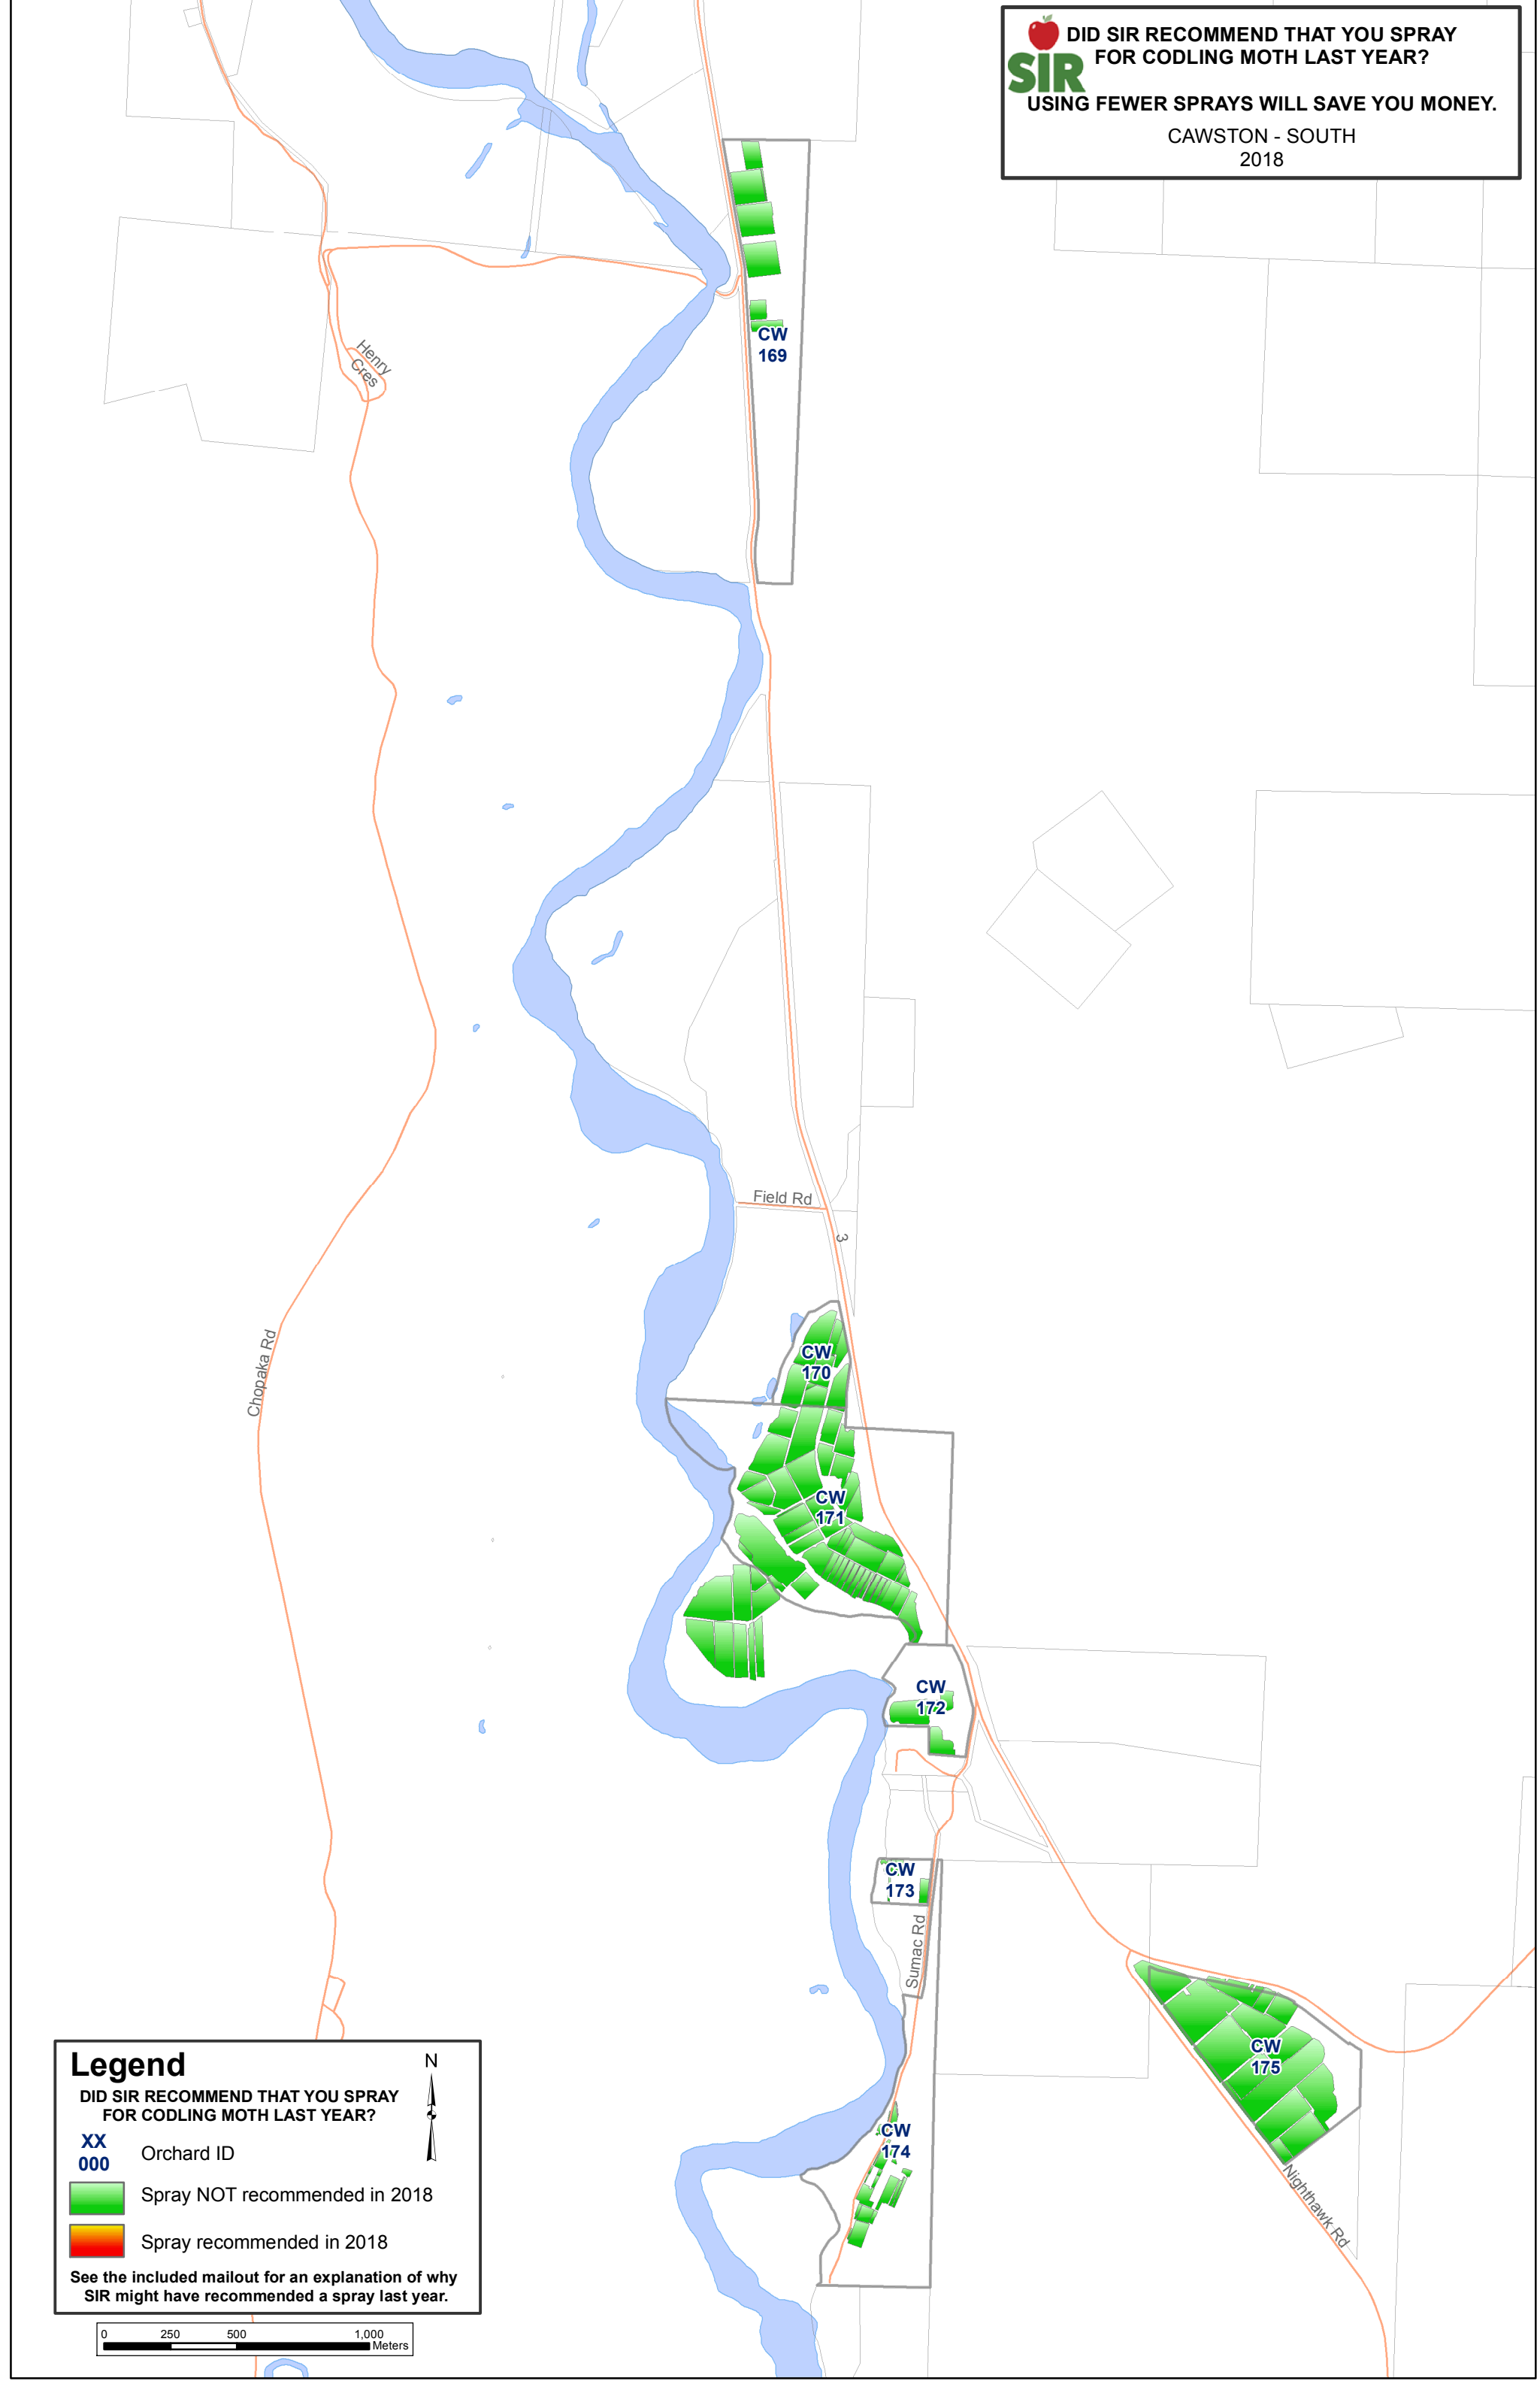 SIR
DID SIR RECOMMEND THAT YOU SPRAY
FOR CODLING MOTH LAST YEAR?
USING FEWER SPRAYS WILL SAVE YOU MONEY.
CAWSTON - SOUTH
2018
CW
169
Henry
Cres
Field Rd
3
Chopaka Rd
CW
170
CW
171
CW
172
CW
173
Sumac Rd
CW
174
CW
175
Nighthawk Rd
Legend
N
DID SIR RECOMMEND THAT YOU SPRAY
FOR CODLING MOTH LAST YEAR?
XX
000
Orchard ID
Spray NOT recommended in 2018
Spray recommended in 2018
See the included mailout for an explanation of why
SIR might have recommended a spray last year.
0 250 500 1,000
Meters